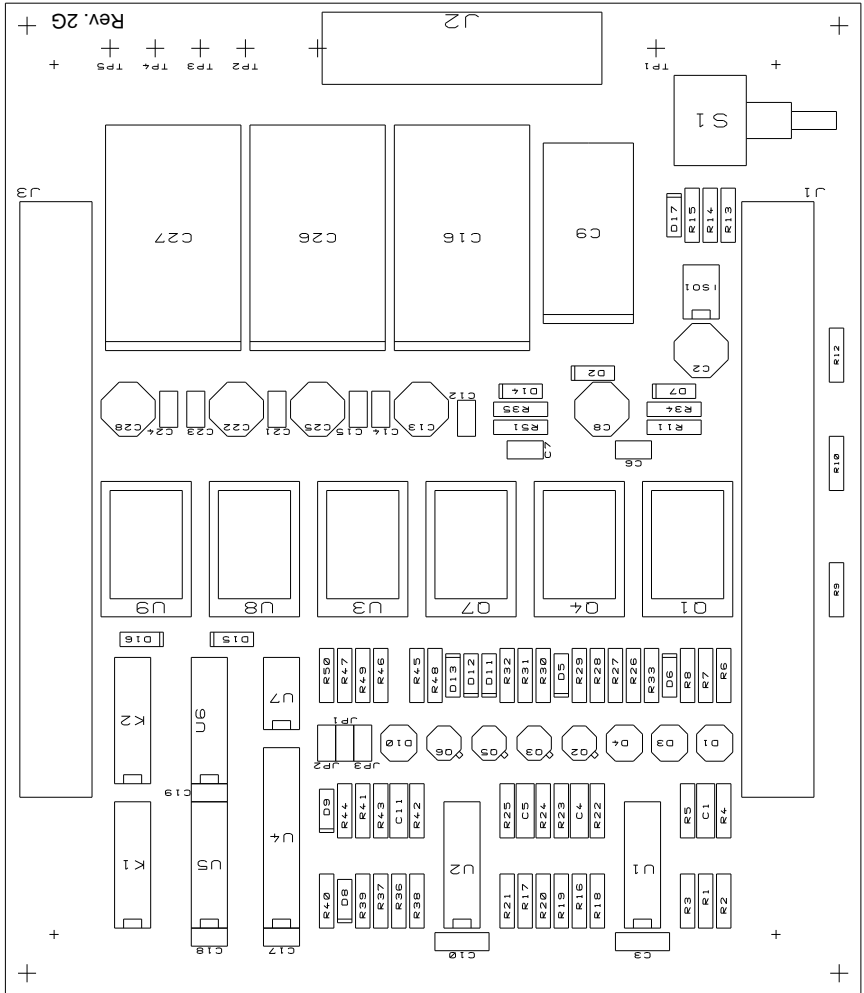 Rev. 2G
J2
TP5 TP4 TP3 TP2 TP1
S1
J3 J1
D17 R15 R14 R13
C27 C26 C16 C9
ISO1
R12
C2
D2
C28 C24 C23 C22 C21 C25 C15 C14 C13 C12 D14 D7
R35 C8 R34
R51 R11
C7 C6
R10
U9 U8 U3 Q7 Q4 Q1
R9
D16 D15
R50 R47 R49 R46 R45 R48 D13 D12 D11 R32 R31 R30 D5 R29 R28 R27 R26 R33 D6 R8 R7 R6
K2 U6 U7
JP1
D10 Q6 Q5 Q3 Q2 D4 D3 D1
JP2 JP3
C19
D9 R44 R41 R43 C11 R42 R25 C5 R24 R23 C4 R22 R5 C1 R4
K1 U5 U4 U2 U1
R40 D8 R39 R37 R36 R38 R21 R17 R20 R19 R16 R18 R3 R1 R2
C18 C17 C10 C3